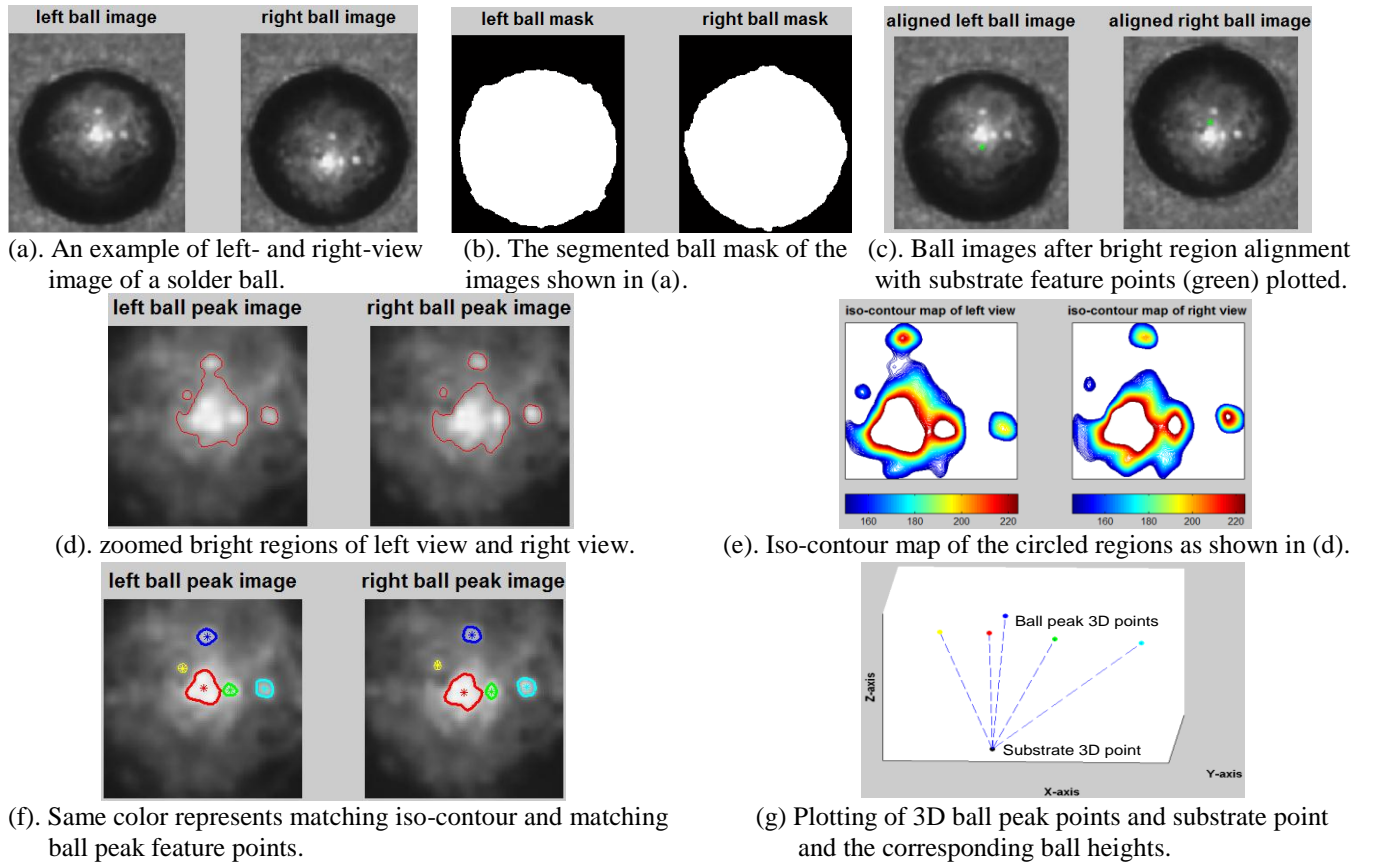 left ball image right ball image
left ball mask right ball mask
aligned left ball image aligned right ball image
(a). An example of left- and right-view
image of a solder ball.
(b). The segmented ball mask of the
images shown in (a).
(c). Ball images after bright region alignment
with substrate feature points (green) plotted.
left ball peak image right ball peak image
iso-contour map of left view iso-contour map of right view
160 180 200 220 160 180 200 220
(d). zoomed bright regions of left view and right view.
(e). Iso-contour map of the circled regions as shown in (d).
left ball peak image right ball peak image
Ball peak 3D points
Z-axis
Substrate 3D point
Y-axis
X-axis
(f). Same color represents matching iso-contour and matching
ball peak feature points.
(g) Plotting of 3D ball peak points and substrate point
and the corresponding ball heights.